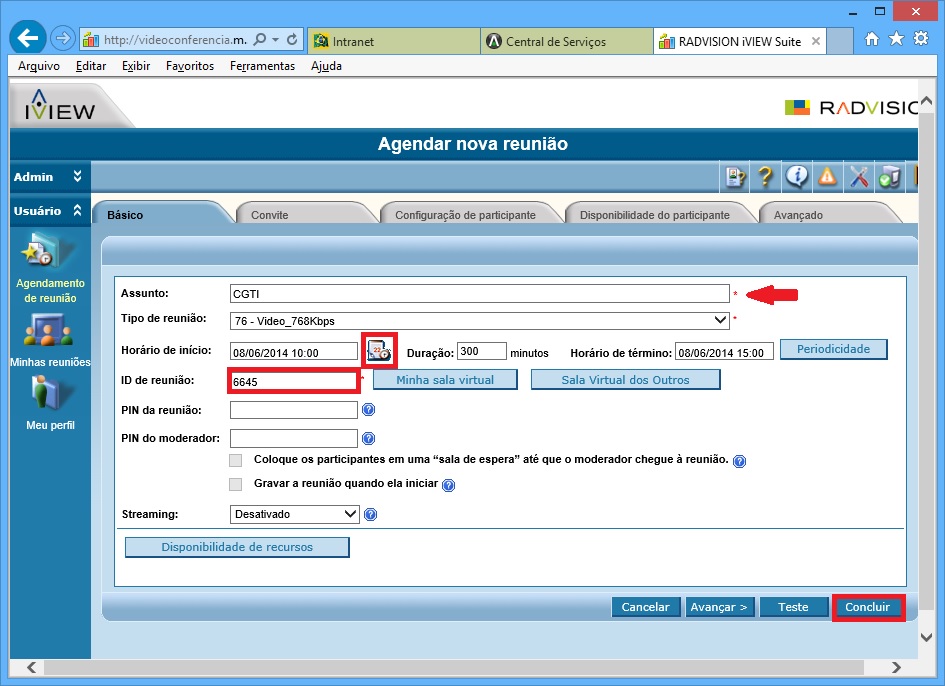 http://videoconferencia.m.
Intranet
Central de Serviços
RADVISION iVIEW Suite
Arquivo Editar Exibir Favoritos Ferramentas Ajuda
iVIEW
RADVISIO
Agendar nova reunião
Admin
Usuário
Básico
Convite
Configuração de participante
Disponibilidade do participante
Avançado
Agendamento
de reunião
Minhas reuniões
Meu perfil
Assunto: CGTI *
Tipo de reunião: 76 - Video_768Kbps *
Horário de início: 08/06/2014 10:00 Duração: 300 minutos Horário de término: 08/06/2014 15:00 Periodicidade
ID de reunião: 6645 * Minha sala virtual Sala Virtual dos Outros
PIN da reunião: ?
PIN do moderador: ?
Coloque os participantes em uma “sala de espera” até que o moderador chegue à reunião. ?
Gravar a reunião quando ela iniciar ?
Streaming: Desativado ?
Disponibilidade de recursos
Cancelar Avançar > Teste Concluir